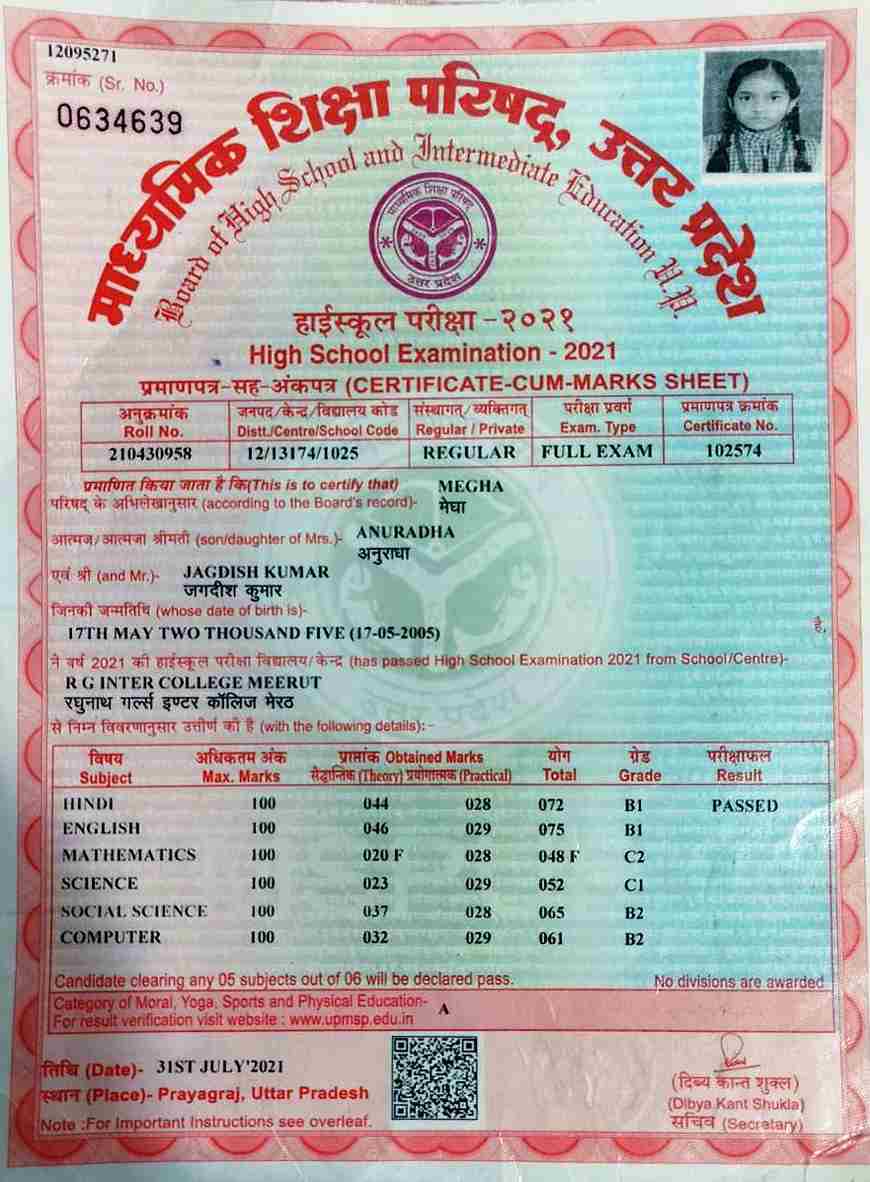 12095271
क्रमांक (Sr. No.)
0634639
माध्यमिक शिक्षा परिषद्, उत्तर प्रदेश
Board of High School and Intermediate Education U.P.
माध्यमिक शिक्षा परिषद
उत्तर प्रदेश
हाईस्कूल परीक्षा -२०२१
High School Examination - 2021
प्रमाणपत्र-सह-अंकपत्र (CERTIFICATE-CUM-MARKS SHEET)
अनुक्रमांक जनपद/केन्द्र/विद्यालय कोड संस्थागत/व्यक्तिगत परीक्षा प्रवर्ग प्रमाणपत्र क्रमांक
Roll No. Distt./Centre/School Code Regular / Private Exam. Type Certificate No.
210430958 12/13174/1025 REGULAR FULL EXAM 102574
प्रमाणित किया जाता है कि(This is to certify that) MEGHA
परिषद् के अभिलेखानुसार (according to the Board's record)- मेघा
आत्मज/आत्मजा श्रीमती (son/daughter of Mrs.)- ANURADHA
अनुराधा
एवं श्री (and Mr.)- JAGDISH KUMAR
जगदीश कुमार
जिनकी जन्मतिथि (whose date of birth is)-
17TH MAY TWO THOUSAND FIVE (17-05-2005) है,
ने वर्ष 2021 की हाईस्कूल परीक्षा विद्यालय/केन्द्र (has passed High School Examination 2021 from School/Centre)-
R G INTER COLLEGE MEERUT
रघुनाथ गर्ल्स इण्टर कॉलिज मेरठ
से निम्न विवरणानुसार उत्तीर्ण की है (with the following details):-
विषय अधिकतम अंक प्राप्तांक Obtained Marks योग ग्रेड परीक्षाफल
Subject Max. Marks सैद्धान्तिक (Theory) प्रयोगात्मक (Practical) Total Grade Result
HINDI 100 044 028 072 B1 PASSED
ENGLISH 100 046 029 075 B1
MATHEMATICS 100 020 F 028 048 F C2
SCIENCE 100 023 029 052 C1
SOCIAL SCIENCE 100 037 028 065 B2
COMPUTER 100 032 029 061 B2
Candidate clearing any 05 subjects out of 06 will be declared pass. No divisions are awarded
Category of Moral, Yoga, Sports and Physical Education- A
For result verification visit website : www.upmsp.edu.in
तिथि (Date)- 31ST JULY'2021
स्थान (Place)- Prayagraj, Uttar Pradesh
Note :For Important Instructions see overleaf.
(दिब्य कान्त शुक्ल)
(Dibya Kant Shukla)
सचिव (Secretary)